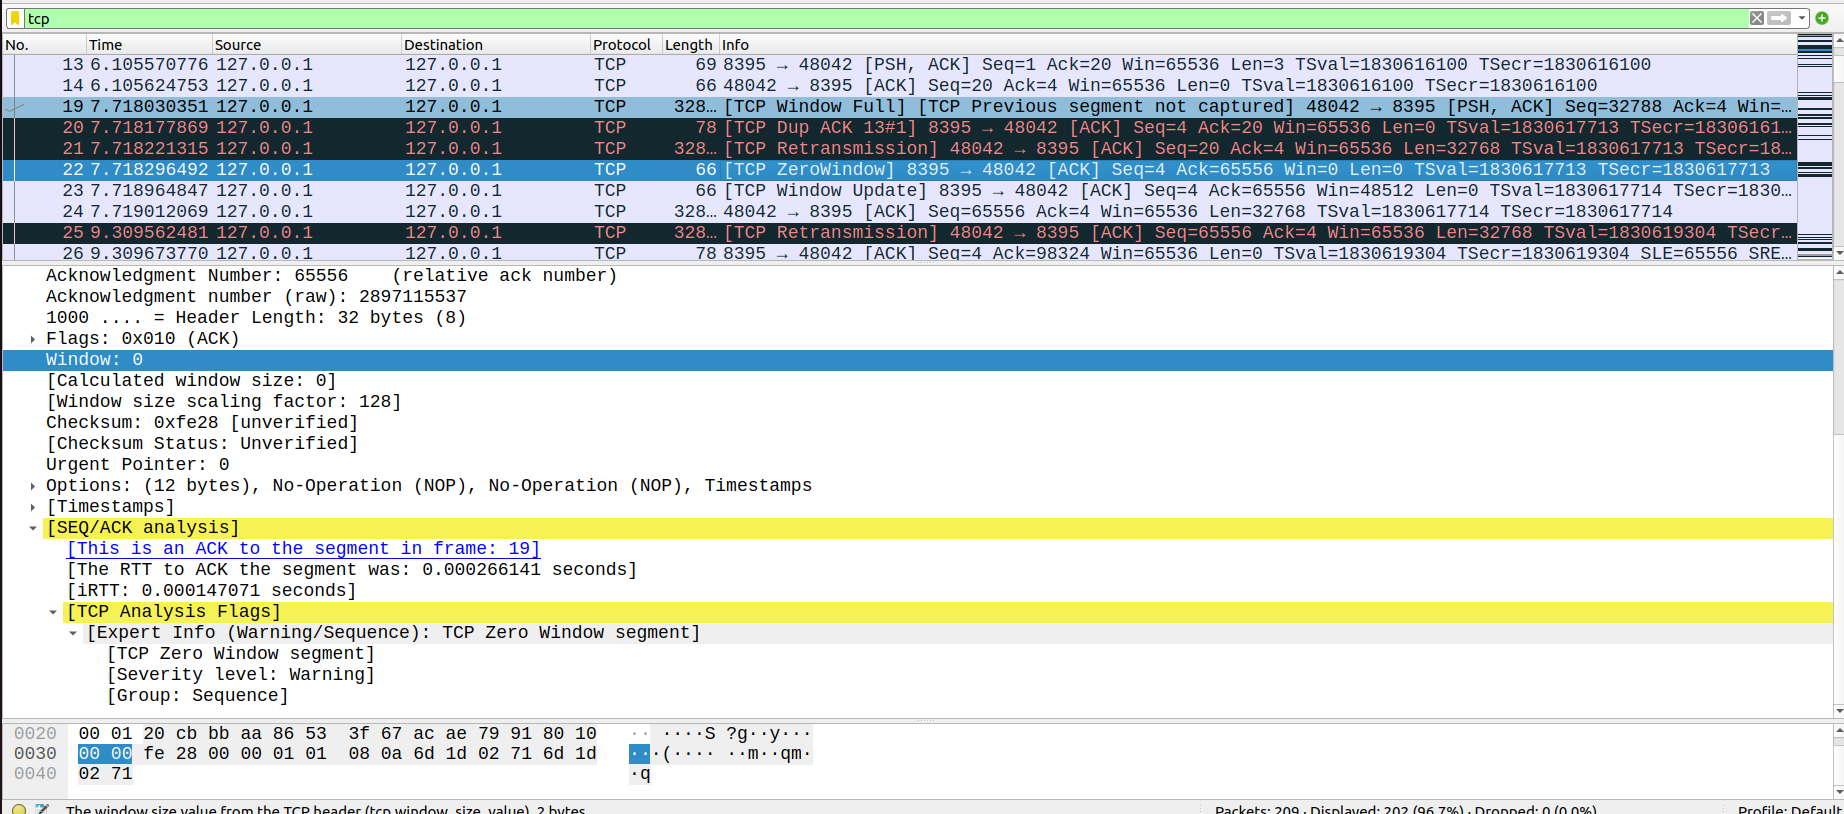 tcp
No. Time Source Destination Protocol Length Info
13 6.105570776 127.0.0.1 127.0.0.1 TCP 69 8395 → 48042 [PSH, ACK] Seq=1 Ack=20 Win=65536 Len=3 TSval=1830616100 TSecr=1830616100
14 6.105624753 127.0.0.1 127.0.0.1 TCP 66 48042 → 8395 [ACK] Seq=20 Ack=4 Win=65536 Len=0 TSval=1830616100 TSecr=1830616100
19 7.718030351 127.0.0.1 127.0.0.1 TCP 328… [TCP Window Full] [TCP Previous segment not captured] 48042 → 8395 [PSH, ACK] Seq=32788 Ack=4 Win=…
20 7.718177869 127.0.0.1 127.0.0.1 TCP 78 [TCP Dup ACK 13#1] 8395 → 48042 [ACK] Seq=4 Ack=20 Win=65536 Len=0 TSval=1830617713 TSecr=18306161…
21 7.718221315 127.0.0.1 127.0.0.1 TCP 328… [TCP Retransmission] 48042 → 8395 [ACK] Seq=20 Ack=4 Win=65536 Len=32768 TSval=1830617713 TSecr=18…
22 7.718296492 127.0.0.1 127.0.0.1 TCP 66 [TCP ZeroWindow] 8395 → 48042 [ACK] Seq=4 Ack=65556 Win=0 Len=0 TSval=1830617713 TSecr=1830617713
23 7.718964847 127.0.0.1 127.0.0.1 TCP 66 [TCP Window Update] 8395 → 48042 [ACK] Seq=4 Ack=65556 Win=48512 Len=0 TSval=1830617714 TSecr=1830…
24 7.719012069 127.0.0.1 127.0.0.1 TCP 328… 48042 → 8395 [ACK] Seq=65556 Ack=4 Win=65536 Len=32768 TSval=1830617714 TSecr=1830617714
25 9.309562481 127.0.0.1 127.0.0.1 TCP 328… [TCP Retransmission] 48042 → 8395 [ACK] Seq=65556 Ack=4 Win=65536 Len=32768 TSval=1830619304 TSecr…
26 9.309673770 127.0.0.1 127.0.0.1 TCP 78 8395 → 48042 [ACK] Seq=4 Ack=98324 Win=65536 Len=0 TSval=1830619304 TSecr=1830619304 SLE=65556 SRE…
Acknowledgment Number: 65556    (relative ack number)
Acknowledgment number (raw): 2897115537
1000 .... = Header Length: 32 bytes (8)
Flags: 0x010 (ACK)
Window: 0
[Calculated window size: 0]
[Window size scaling factor: 128]
Checksum: 0xfe28 [unverified]
[Checksum Status: Unverified]
Urgent Pointer: 0
Options: (12 bytes), No-Operation (NOP), No-Operation (NOP), Timestamps
[Timestamps]
[SEQ/ACK analysis]
[This is an ACK to the segment in frame: 19]
[The RTT to ACK the segment was: 0.000266141 seconds]
[iRTT: 0.000147071 seconds]
[TCP Analysis Flags]
[Expert Info (Warning/Sequence): TCP Zero Window segment]
[TCP Zero Window segment]
[Severity level: Warning]
[Group: Sequence]
0020 00 01 20 cb bb aa 86 53 3f 67 ac ae 79 91 80 10 ·· ····S ?g··y···
0030 00 00 fe 28 00 00 01 01 08 0a 6d 1d 02 71 6d 1d ···(···· ··m··qm·
0040 02 71 ·q
The window size value from the TCP header (tcp.window_size_value), 2 bytes Packets: 209 · Displayed: 202 (96.7%) · Dropped: 0 (0.0%) Profile: Default